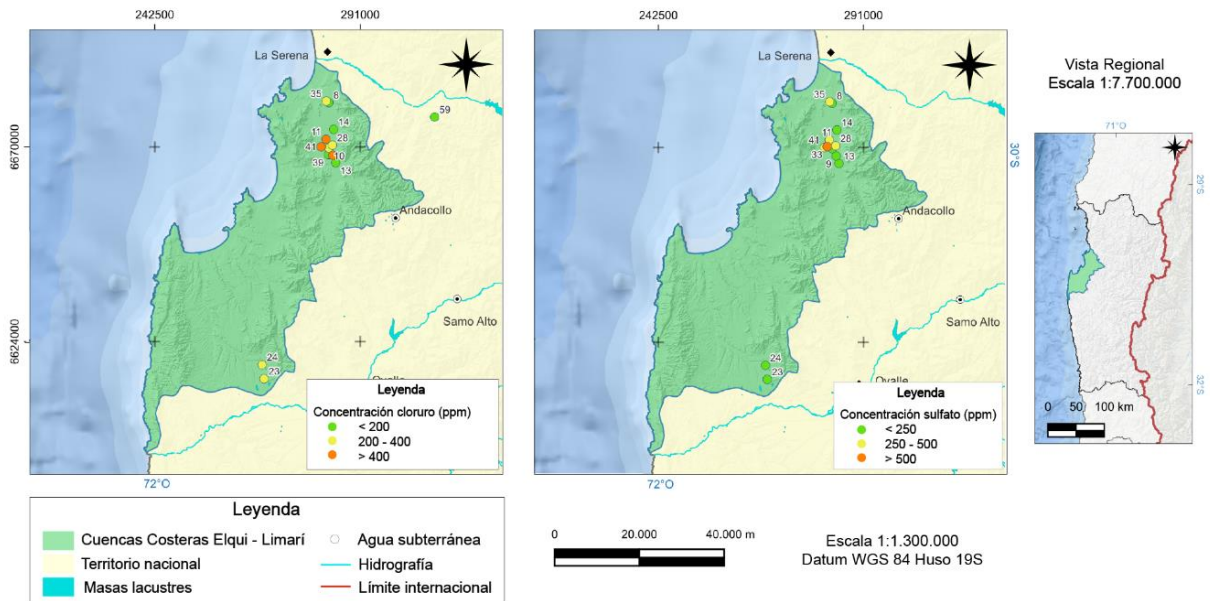 242500
291000
La Serena
35
8
59
14
11
28
41
10
39
13
Andacollo
Samo Alto
24
23
6670000
6624000
Leyenda
Concentración cloruro (ppm)
< 200
200 - 400
> 400
72°O
242500
291000
La Serena
35
8
14
11
28
41
33
13
9
Andacollo
Samo Alto
24
23
Ovalle
30°S
Leyenda
Concentración sulfato (ppm)
< 250
250 - 500
> 500
72°O
Vista Regional
Escala 1:7.700.000
71°O
29°S
32°S
0 50 100 km
Leyenda
Cuencas Costeras Elqui - Limarí
Territorio nacional
Masas lacustres
Agua subterránea
Hidrografía
Límite internacional
0 20.000 40.000 m
Escala 1:1.300.000
Datum WGS 84 Huso 19S